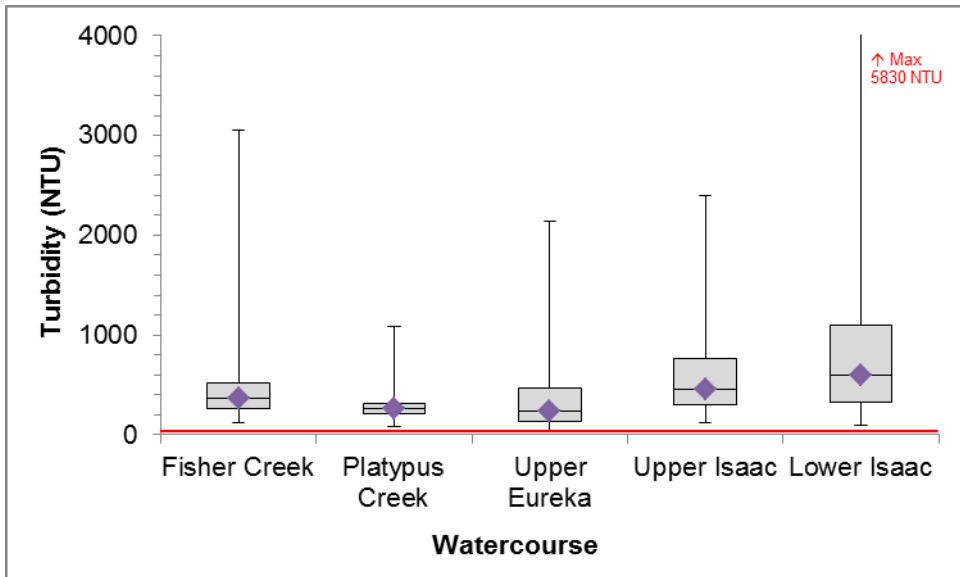 4000
3000
2000
1000
0
Turbidity (NTU)
↑ Max
5830 NTU
Fisher Creek
Platypus
Creek
Upper
Eureka
Upper Isaac
Lower Isaac
Watercourse